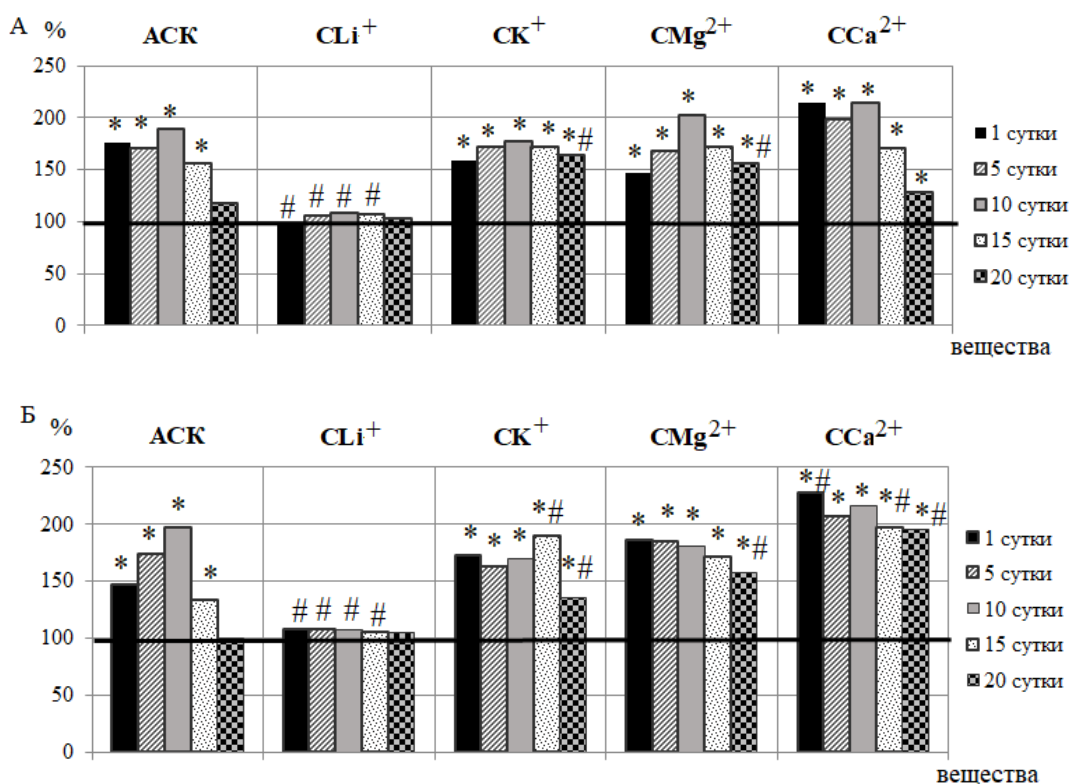 А %
АСК CLi+ CK+ CMg2+ CCa2+
250
200
150
100
50
0
* * * *
# # # #
* * * * *#
* * * * *#
* * * * *
1 сутки
5 сутки
10 сутки
15 сутки
20 сутки
вещества
Б %
АСК CLi+ CK+ CMg2+ CCa2+
250
200
150
100
50
0
* * * *
# # # #
* * * *# *#
* * * * *#
*# * * *# *#
1 сутки
5 сутки
10 сутки
15 сутки
20 сутки
вещества